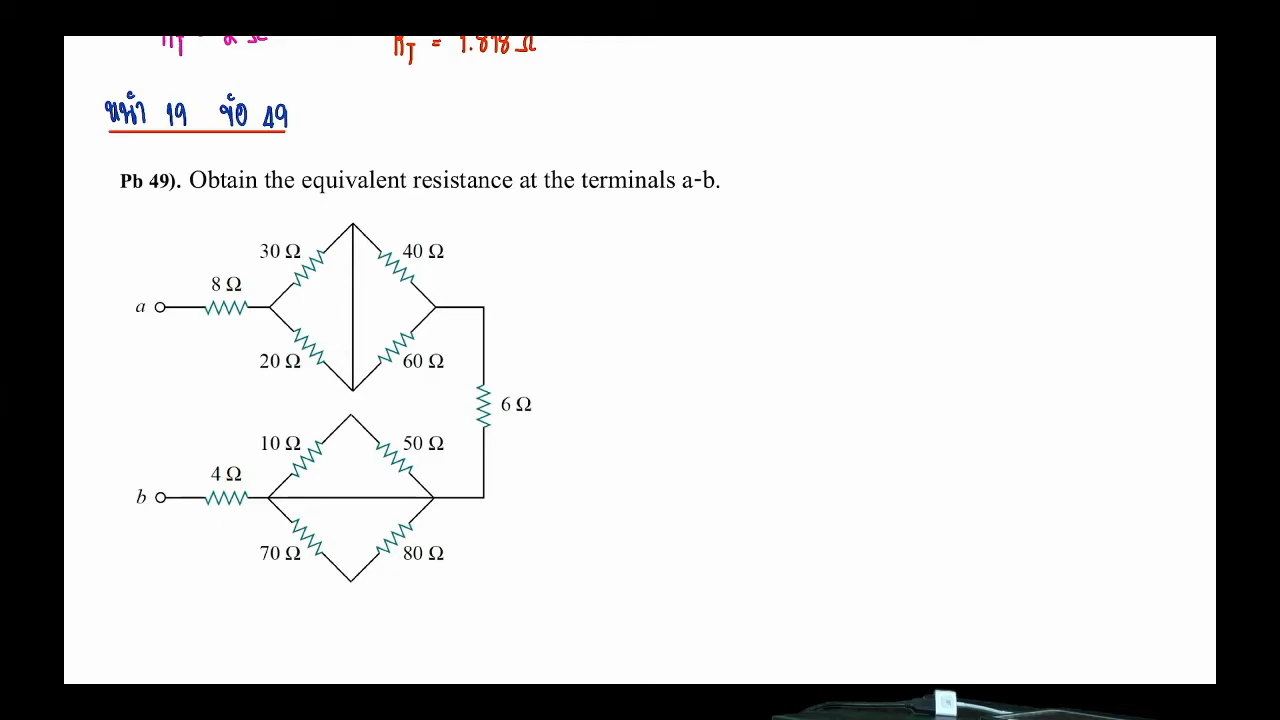 = 2 Ω
R_T = 1.818 Ω
หน้า 19 ข้อ 49
Pb 49). Obtain the equivalent resistance at the terminals a-b.
30 Ω 40 Ω
8 Ω
a
20 Ω 60 Ω
6 Ω
10 Ω 50 Ω
4 Ω
b
70 Ω 80 Ω